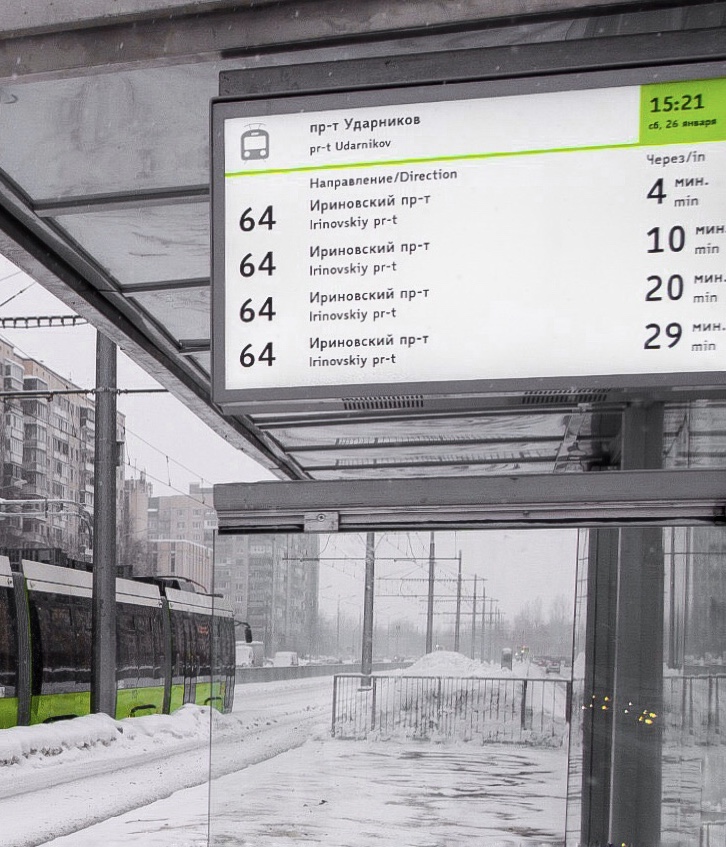 пр-т Ударников
pr-t Udarnikov
15:21
сб, 26 января
Направление/Direction
Через/in
64 Ириновский пр-т 4 мин.
Irinovskiy pr-t min
64 Ириновский пр-т 10 мин.
Irinovskiy pr-t min
64 Ириновский пр-т 20 мин.
Irinovskiy pr-t min
64 Ириновский пр-т 29 мин.
Irinovskiy pr-t min